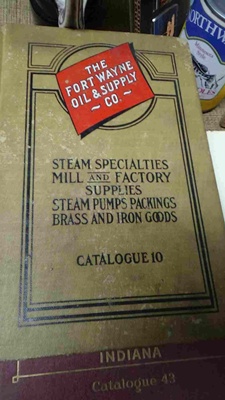 THE
FORT WAYNE
OIL & SUPPLY
~ CO. ~
STEAM SPECIALTIES
MILL AND FACTORY
SUPPLIES
STEAM PUMPS PACKINGS
BRASS AND IRON GOODS
CATALOGUE 10
INDIANA
Catalogue 43
NORTHW